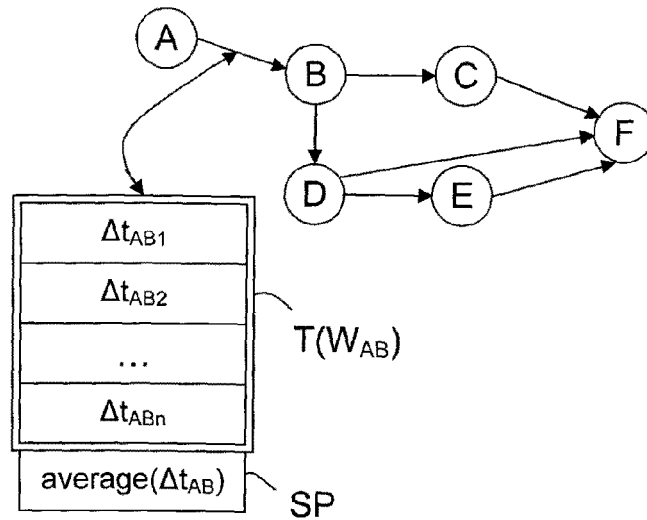 A
B
C
F
D
E
Δt_AB1
Δt_AB2
...
Δt_ABn
T(W_AB)
average(Δt_AB)
SP